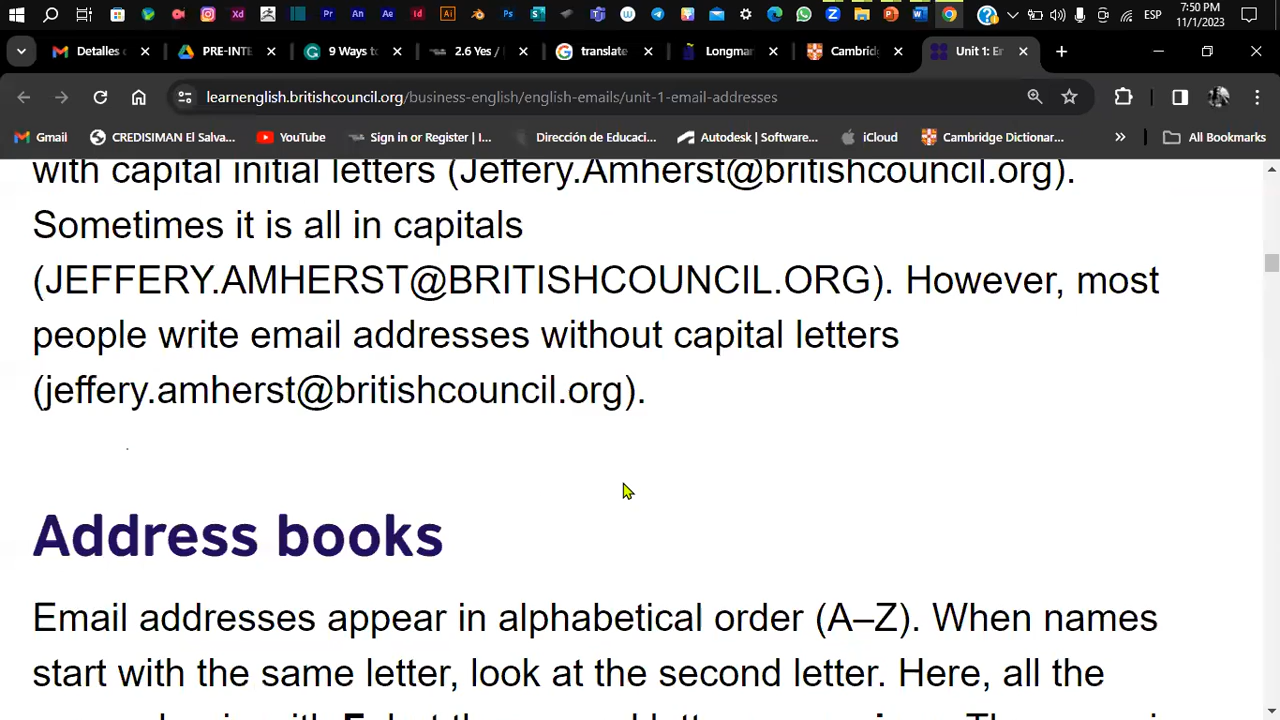 7:50 PM
ESP
11/1/2023
Detalles c
PRE-INTE
9 Ways to
2.6 Yes /
translate
Longma
Cambrid
Unit 1: Er
learnenglish.britishcouncil.org/business-english/english-emails/unit-1-email-addresses
Gmail
CREDISIMAN El Salva...
YouTube
Sign in or Register | I...
Dirección de Educaci...
Autodesk | Software...
iCloud
Cambridge Dictionar...
»
All Bookmarks
with capital initial letters (Jeffery.Amherst@britishcouncil.org).
Sometimes it is all in capitals
(JEFFERY.AMHERST@BRITISHCOUNCIL.ORG). However, most
people write email addresses without capital letters
(jeffery.amherst@britishcouncil.org).
Address books
Email addresses appear in alphabetical order (A–Z). When names
start with the same letter, look at the second letter. Here, all the